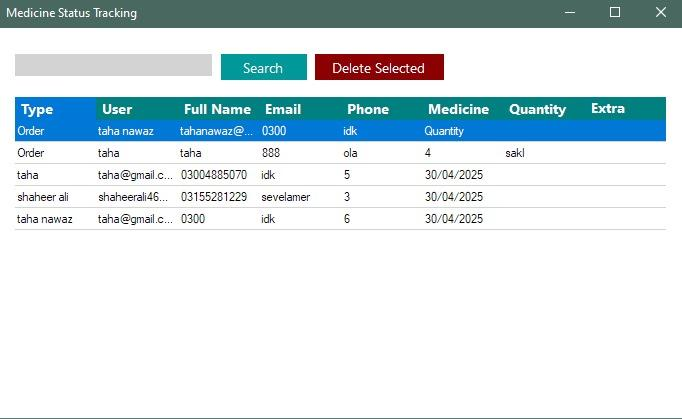 Medicine Status Tracking
Search Delete Selected
Type User Full Name Email Phone Medicine Quantity Extra
Order taha nawaz tahanawaz@... 0300 idk Quantity
Order taha taha 888 ola 4 sakl
taha taha@gmail.c... 03004885070 idk 5 30/04/2025
shaheer ali shaheerali46... 03155281229 sevelamer 3 30/04/2025
taha nawaz taha@gmail.c... 0300 idk 6 30/04/2025